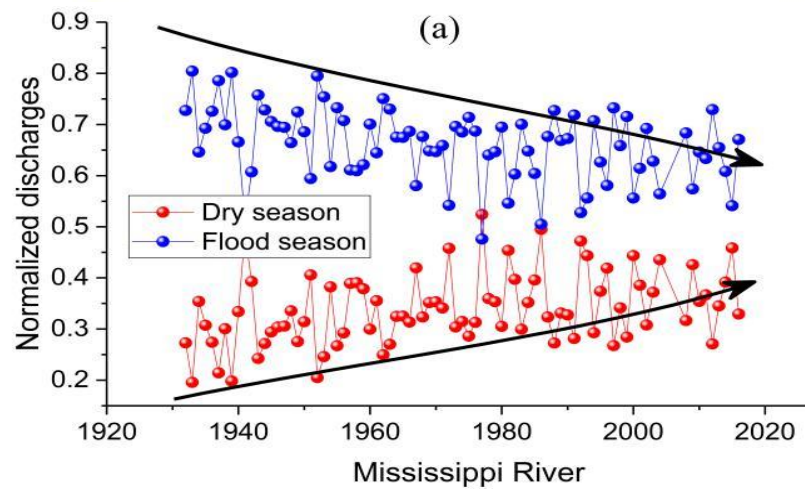 (a)
Normalized discharges
0.9
0.8
0.7
0.6
0.5
0.4
0.3
0.2
Dry season
Flood season
1920 1940 1960 1980 2000 2020
Mississippi River